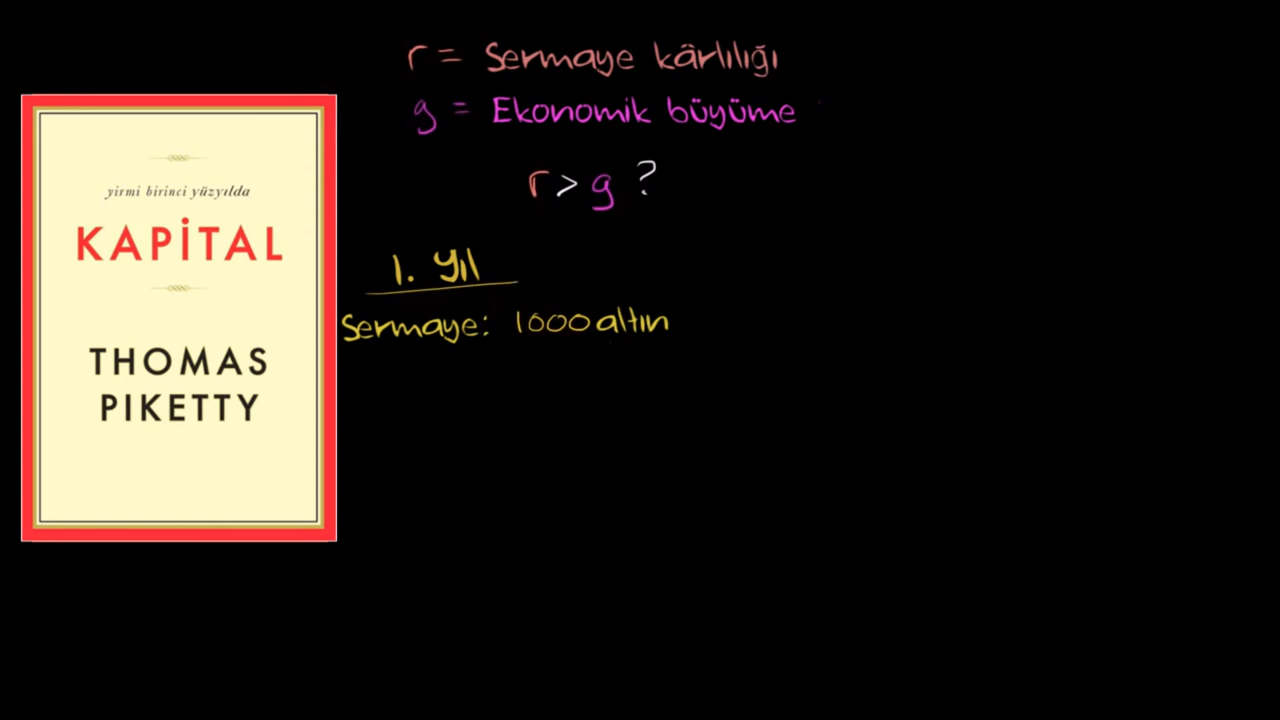 r = Sermaye kârlılığı
g = Ekonomik büyüme
r > g ?
yirmi birinci yüzyılda
KAPİTAL
THOMAS
PIKETTY
1. Yıl
Sermaye: 1000 altın